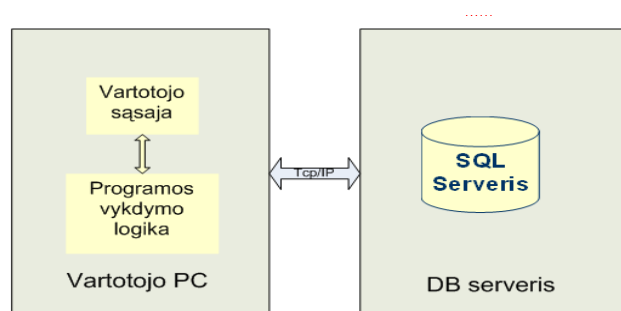 ......
Vartotojo
sąsaja
Programos
vykdymo
logika
Vartotojo PC
Tcp/IP
SQL
Serveris
DB serveris